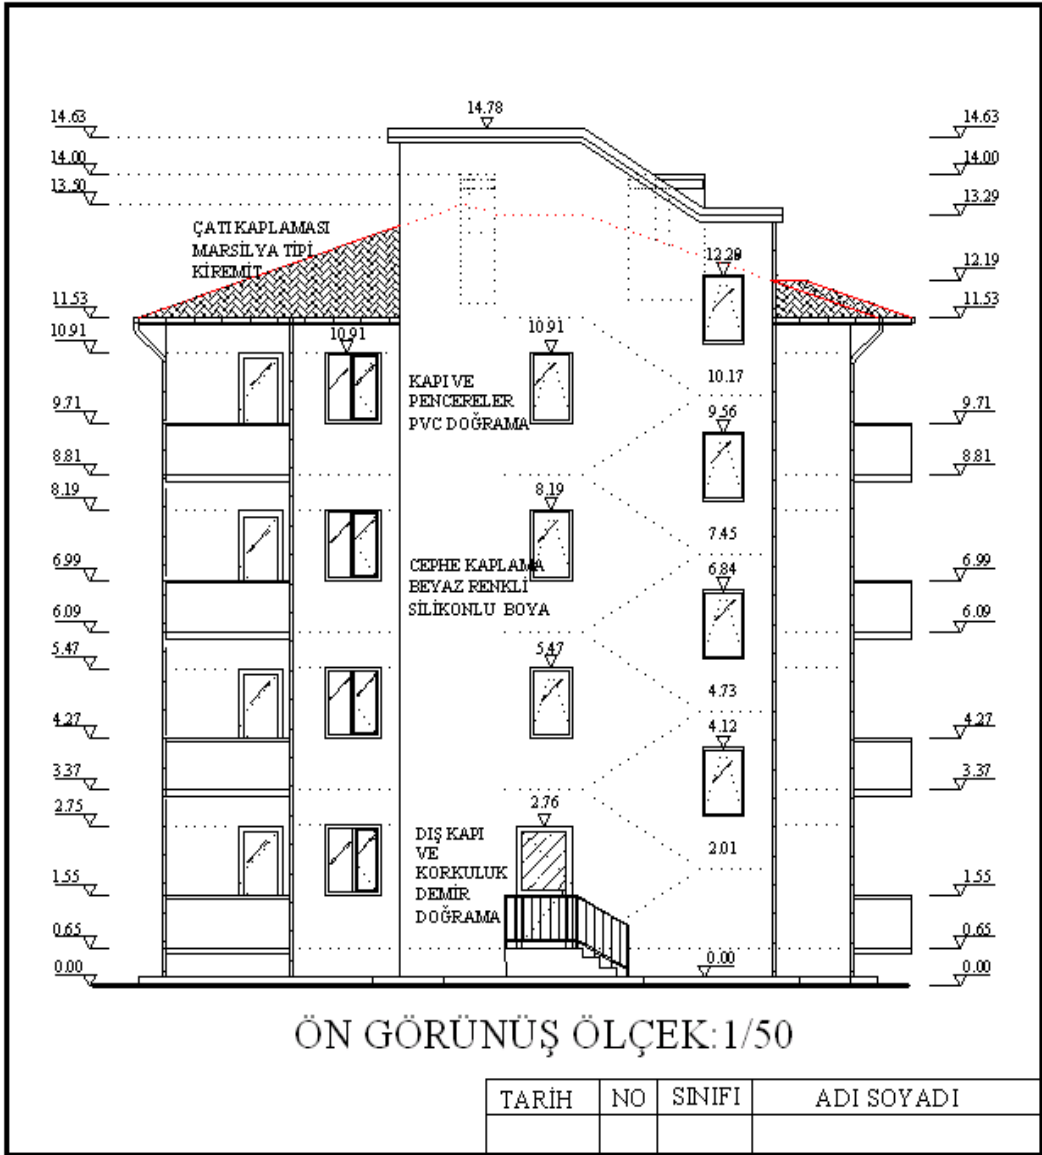 14.78
14.63
14.63
14.00
14.00
13.50
13.29
ÇATI KAPLAMASI
MARSİLYA TİPİ
KİREMİT
12.19
11.53
11.53
10.91
10.91
10.91
KAPI VE
PENCERELER
PVC DOĞRAMA
10.17
9.71
9.56
9.71
8.81
8.81
8.19
8.19
7.45
CEPHE KAPLAMA
BEYAZ RENKLİ
SİLİKONLU BOYA
6.99
6.84
6.99
6.09
6.09
5.47
5.47
4.73
4.27
4.12
4.27
3.37
3.37
2.75
2.76
DIŞ KAPI
VE
KORKULUK
DEMİR
DOĞRAMA
2.01
1.55
1.55
0.65
0.65
0.00
0.00
0.00
ÖN GÖRÜNÜŞ ÖLÇEK:1/50
TARİH NO SINIFI ADI SOYADI